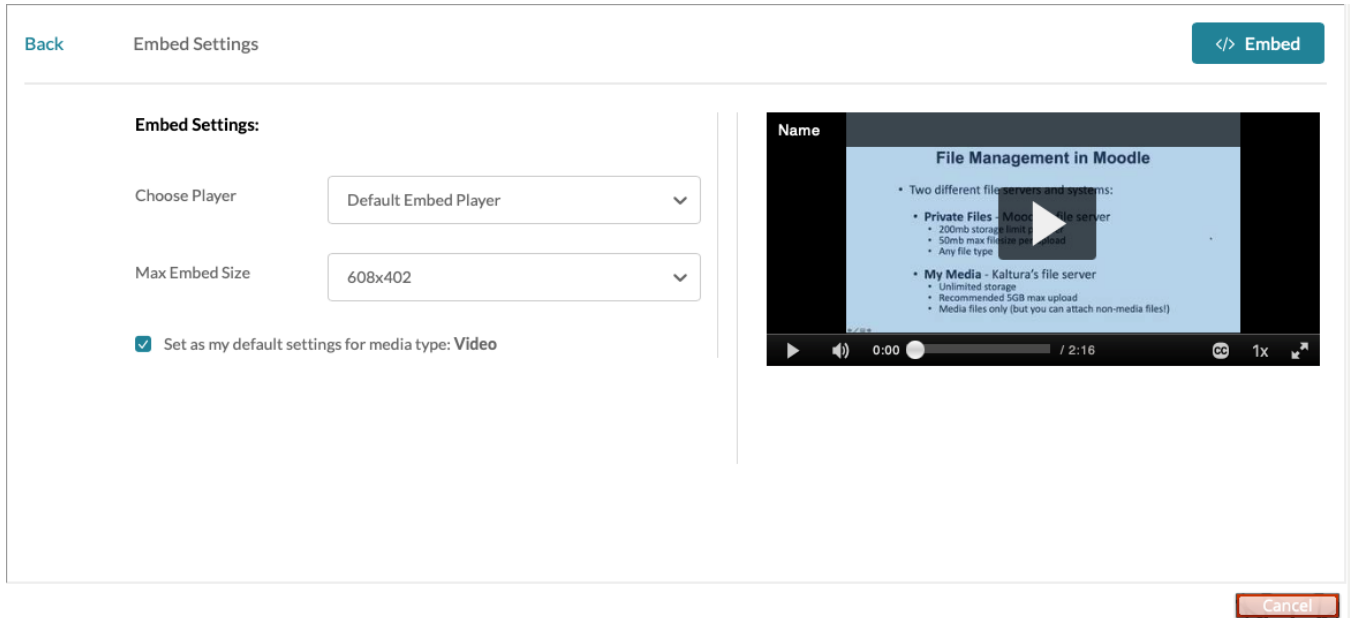 Back
Embed Settings
</> Embed
Embed Settings:
Choose Player
Default Embed Player
Max Embed Size
608x402
Set as my default settings for media type: Video
Name
File Management in Moodle
• Two different file servers and systems:
• Private Files - Moodle's file server
• 200mb storage limit per
• 50mb max filesize per upload
• Any file type
• My Media - Kaltura's file server
• Unlimited storage
• Recommended 5GB max upload
• Media files only (but you can attach non-media files!)
0:00 / 2:16 CC 1x
Cancel